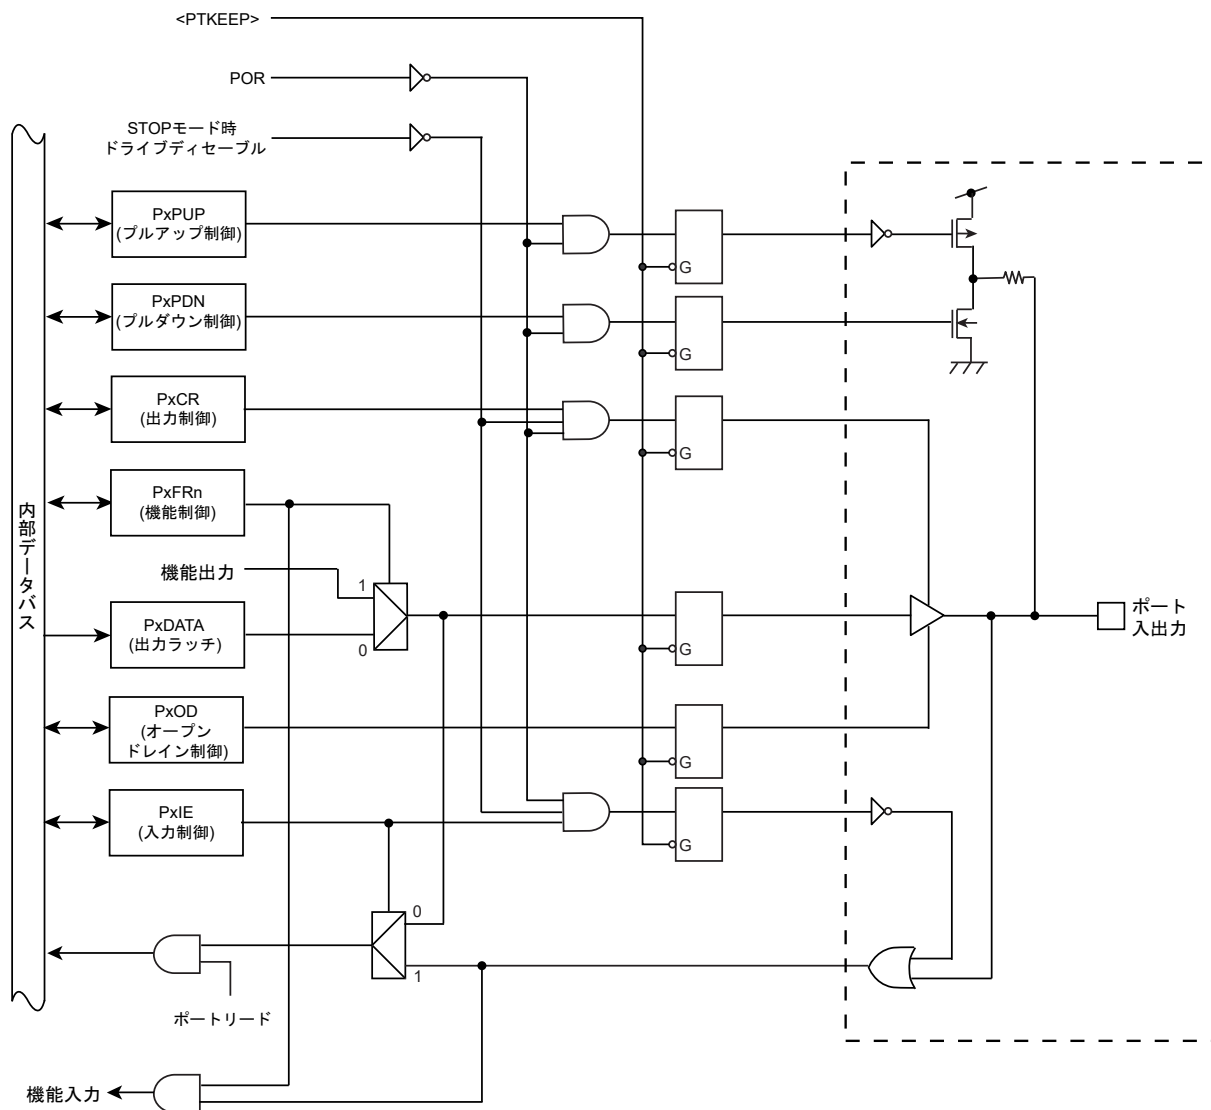 <PTKEEP>
POR
STOPモード時
ドライブディセーブル
PxPUP
(プルアップ制御)
G
PxPDN
(プルダウン制御)
G
PxCR
(出力制御)
G
PxFRn
(機能制御)
内部データバス
機能出力
1
0
PxDATA
(出力ラッチ)
G
ポート
入出力
PxOD
(オープン
ドレイン制御)
G
PxIE
(入力制御)
G
0
1
ポートリード
機能入力